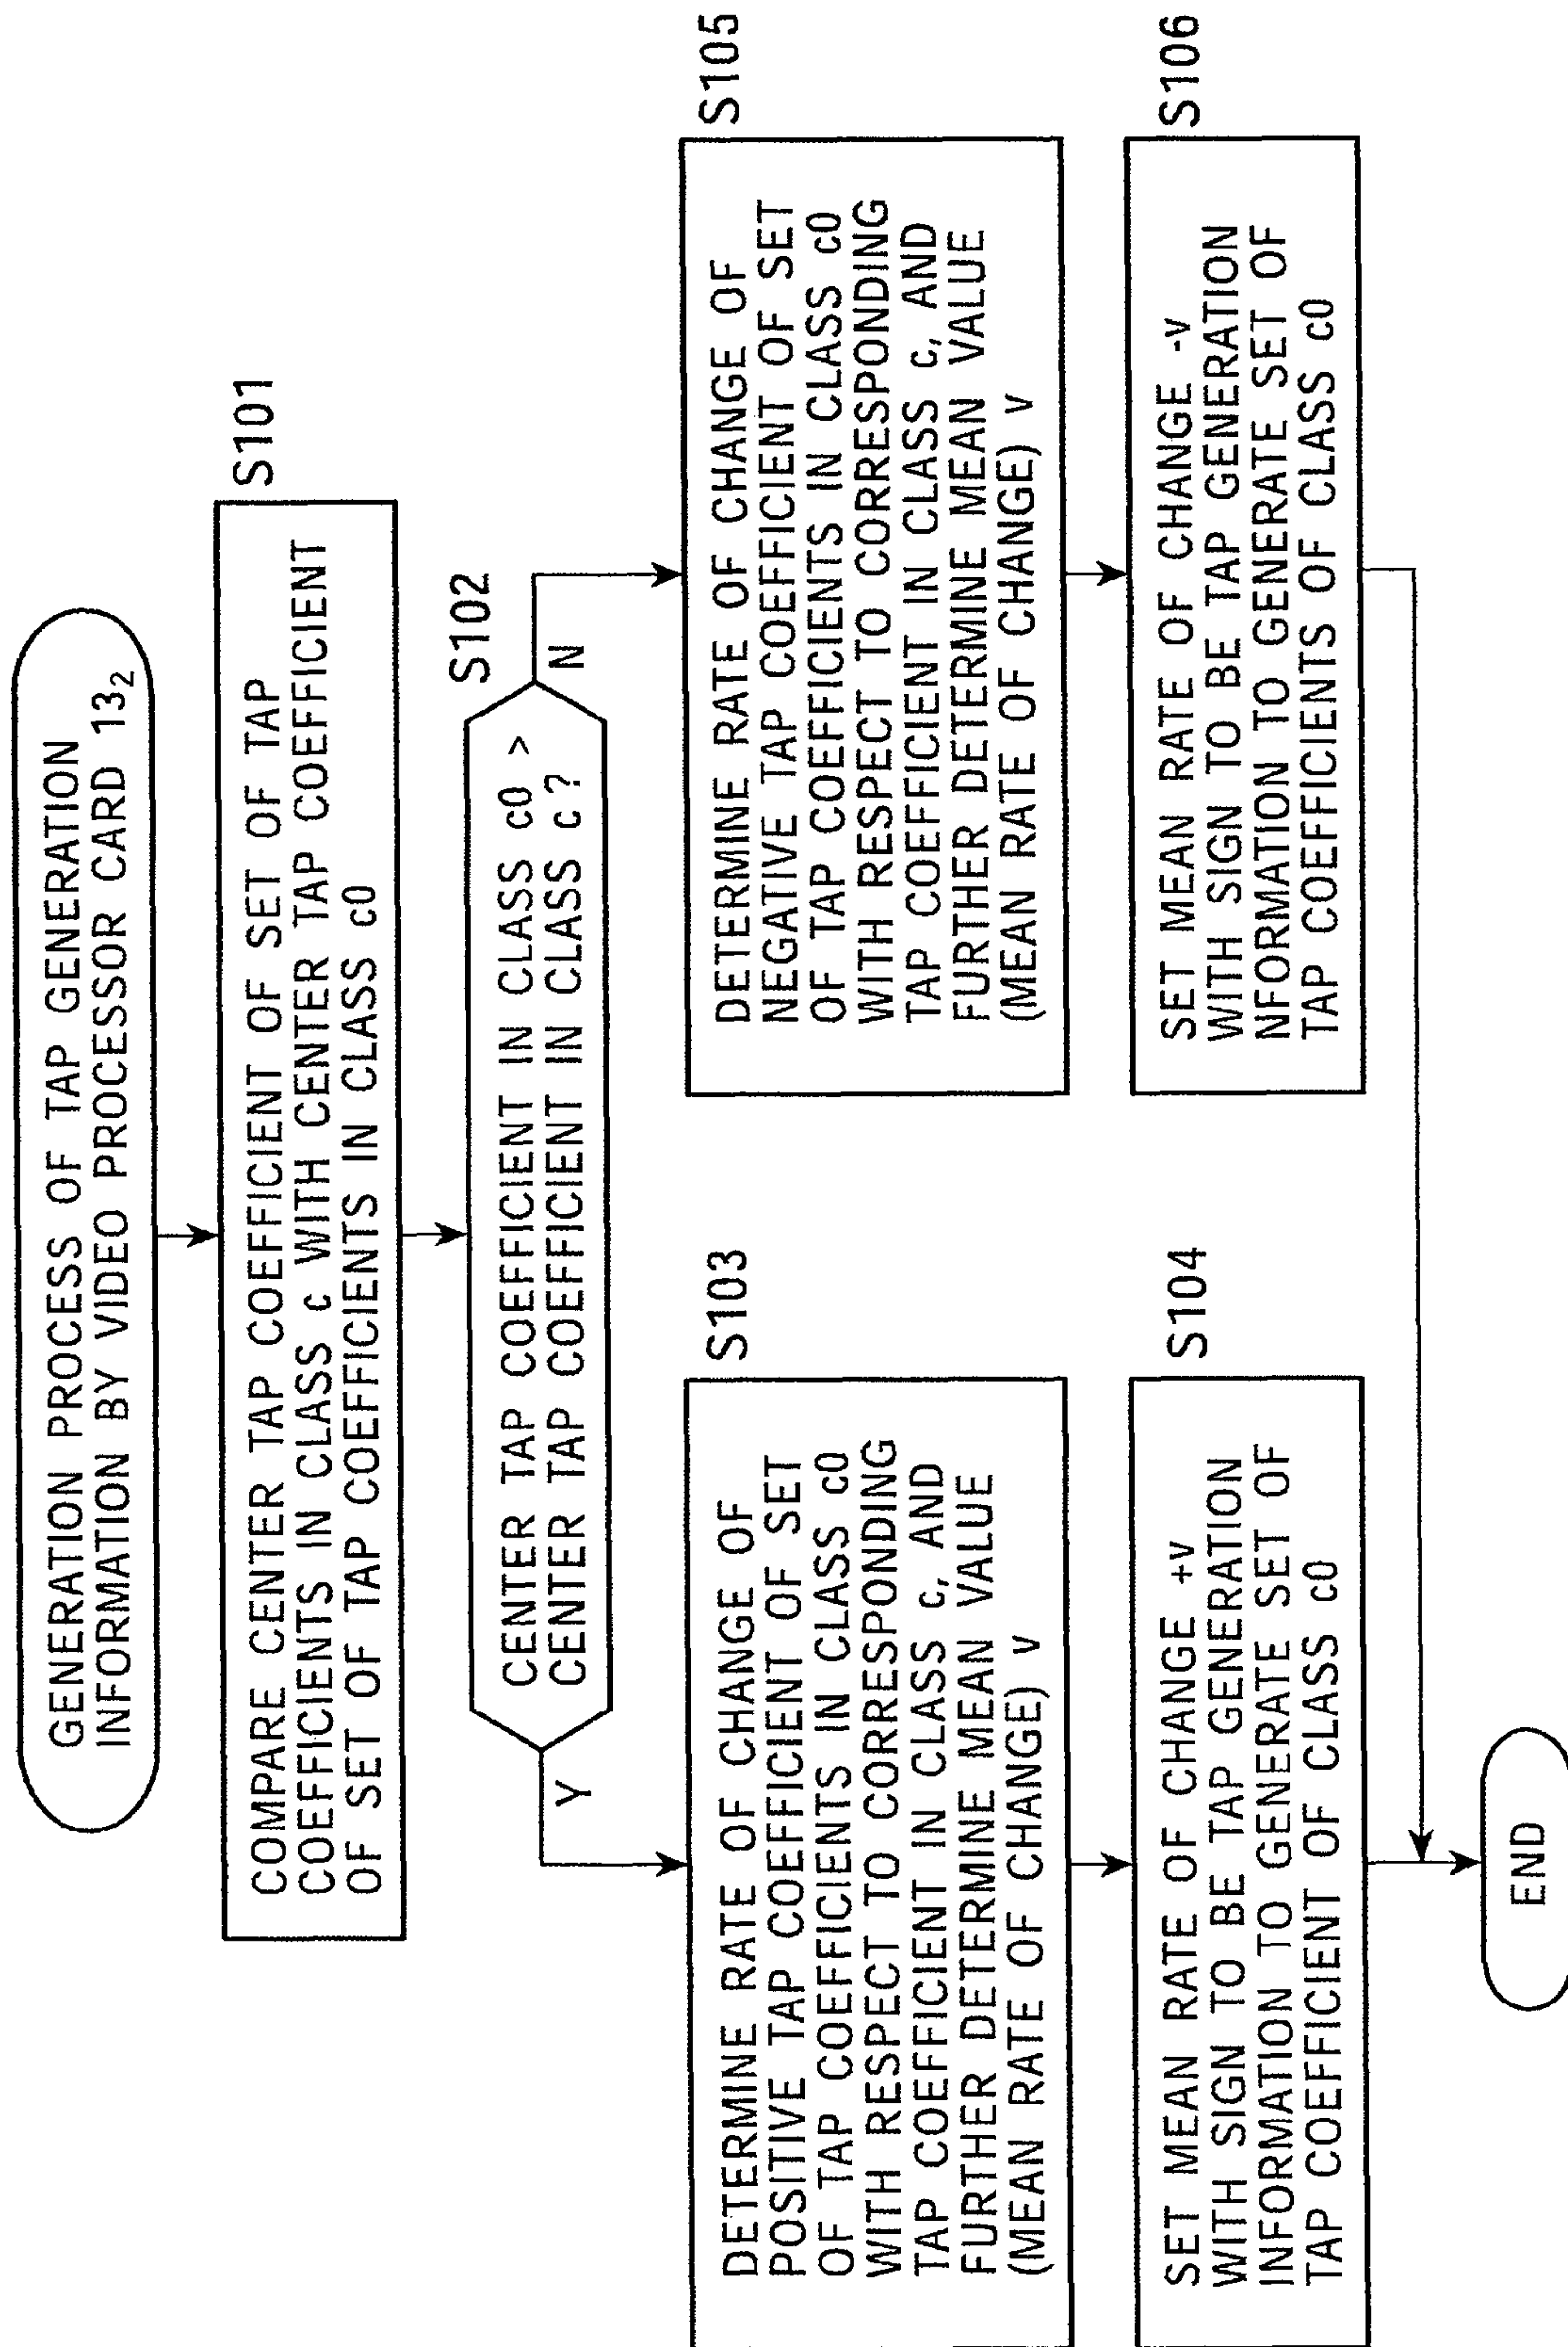 GENERATION PROCESS OF TAP GENERATION
INFORMATION BY VIDEO PROCESSOR CARD 13₂
S101
COMPARE CENTER TAP COEFFICIENT OF SET OF TAP
COEFFICIENTS IN CLASS c WITH CENTER TAP COEFFICIENT
OF SET OF TAP COEFFICIENTS IN CLASS c0
S102
CENTER TAP COEFFICIENT IN CLASS c0 >
CENTER TAP COEFFICIENT IN CLASS c ?
Y
N
S103
DETERMINE RATE OF CHANGE OF
POSITIVE TAP COEFFICIENT OF SET
OF TAP COEFFICIENTS IN CLASS c0
WITH RESPECT TO CORRESPONDING
TAP COEFFICIENT IN CLASS c, AND
FURTHER DETERMINE MEAN VALUE
(MEAN RATE OF CHANGE) v
S104
SET MEAN RATE OF CHANGE +v
WITH SIGN TO BE TAP GENERATION
INFORMATION TO GENERATE SET OF
TAP COEFFICIENT OF CLASS c0
S105
DETERMINE RATE OF CHANGE OF
NEGATIVE TAP COEFFICIENT OF SET
OF TAP COEFFICIENTS IN CLASS c0
WITH RESPECT TO CORRESPONDING
TAP COEFFICIENT IN CLASS c, AND
FURTHER DETERMINE MEAN VALUE
(MEAN RATE OF CHANGE) v
S106
SET MEAN RATE OF CHANGE -v
WITH SIGN TO BE TAP GENERATION
NFORMATION TO GENERATE SET OF
TAP COEFFICIENTS OF CLASS c0
END